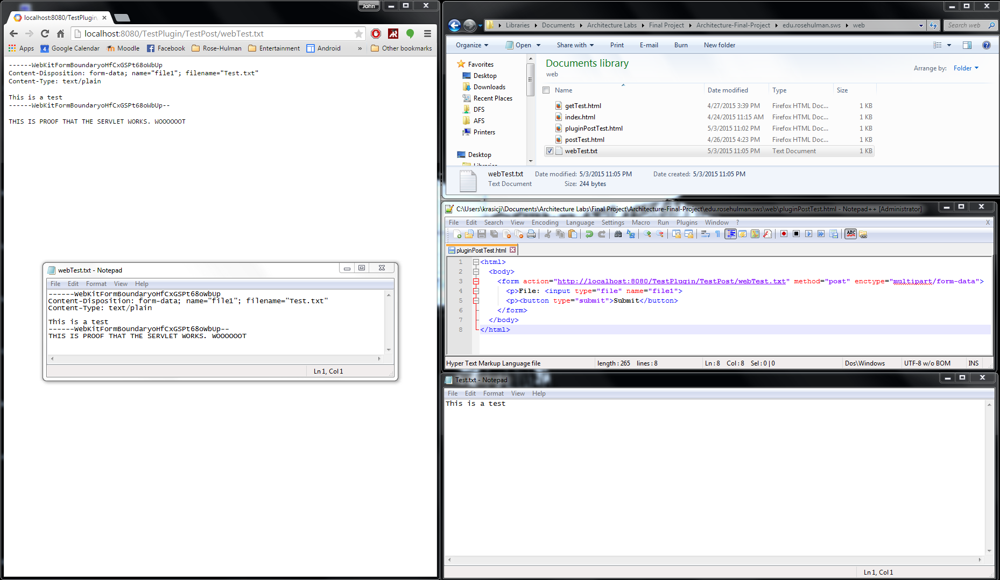 John
localhost:8080/TestPlugin
localhost:8080/TestPlugin/TestPost/webTest.txt
Apps Google Calendar Moodle Facebook Rose-Hulman Entertainment Android » Other bookmarks
------WebKitFormBoundaryoHfCxGSPt68oWbUp
Content-Disposition: form-data; name="file1"; filename="Test.txt"
Content-Type: text/plain
This is a test
------WebKitFormBoundaryoHfCxGSPt68oWbUp--
THIS IS PROOF THAT THE SERVLET WORKS. WOOOOOOT
webTest.txt - Notepad
File Edit Format View Help
------WebKitFormBoundaryoHfCxGSPt68oWbUp
Content-Disposition: form-data; name="file1"; filename="Test.txt"
Content-Type: text/plain
This is a test
------WebKitFormBoundaryoHfCxGSPt68oWbUp--
THIS IS PROOF THAT THE SERVLET WORKS. WOOOOOOT
Ln 1, Col 1
Libraries Documents Architecture Labs Final Project Architecture-Final-Project edu.rosehulman.sws web
Search web
Organize Open Share with Print E-mail Burn New folder
Favorites
Desktop
Downloads
Recent Places
DFS
AFS
Printers
Desktop
Libraries
Documents library
web
Arrange by: Folder
Name Date modified Type Size
getTest.html 4/27/2015 3:39 PM Firefox HTML Doc... 1 KB
index.html 4/24/2015 11:15 AM Firefox HTML Doc... 1 KB
pluginPostTest.html 5/3/2015 11:02 PM Firefox HTML Doc... 1 KB
postTest.html 4/26/2015 4:23 PM Firefox HTML Doc... 1 KB
webTest.txt 5/3/2015 11:05 PM Text Document 1 KB
webTest.txt Date modified: 5/3/2015 11:05 PM Date created: 5/3/2015 11:05 PM
Text Document Size: 244 bytes
C:\Users\krasicji\Documents\Architecture Labs\Final Project\Architecture-Final-Project\edu.rosehulman.sws\web\pluginPostTest.html - Notepad++ [Administrator]
File Edit Search View Encoding Language Settings Macro Run Plugins Window ? X
ABC
pluginPostTest.html
1 <html>
2 <body>
3 <form action="http://localhost:8080/TestPlugin/TestPost/webTest.txt" method="post" enctype="multipart/form-data">
4 <p>File: <input type="file" name="file1">
5 <p><button type="submit">Submit</button>
6 </form>
7 </body>
8 </html>
Hyper Text Markup Language file length : 265 lines : 8 Ln : 8 Col : 8 Sel : 0 | 0 Dos\Windows UTF-8 w/o BOM INS
Test.txt - Notepad
File Edit Format View Help
This is a test
Ln 1, Col 1